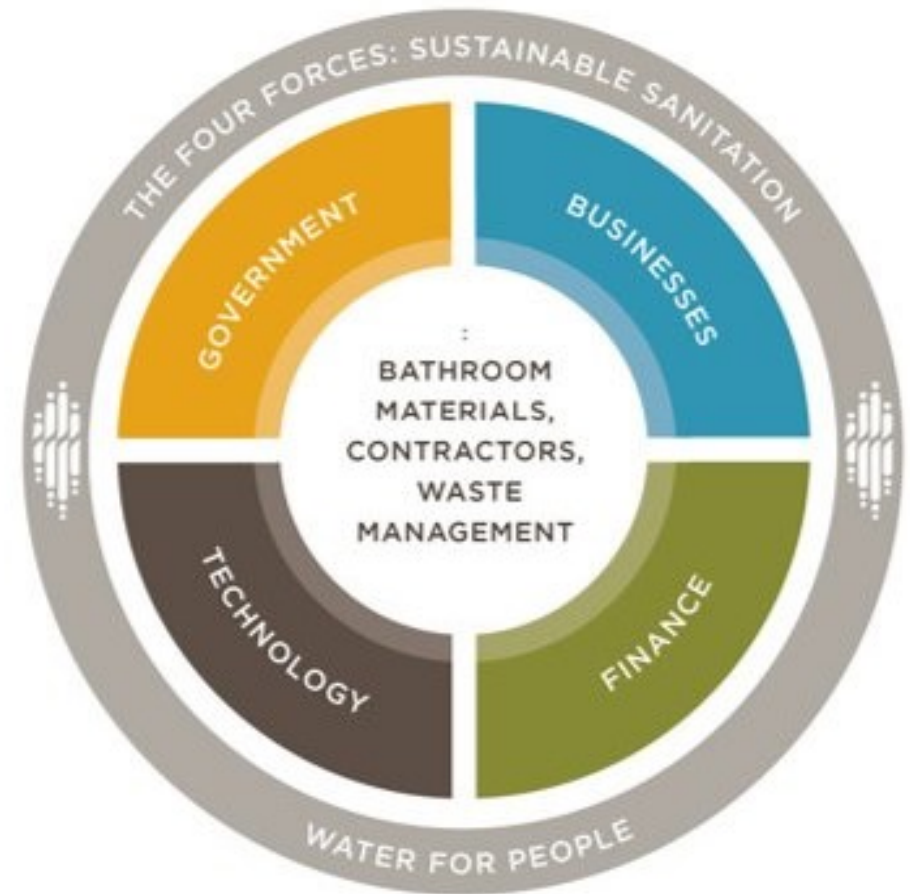 THE FOUR FORCES: SUSTAINABLE SANITATION
GOVERNMENT
BUSINESSES
:
BATHROOM
MATERIALS,
CONTRACTORS,
WASTE
MANAGEMENT
TECHNOLOGY
FINANCE
WATER FOR PEOPLE